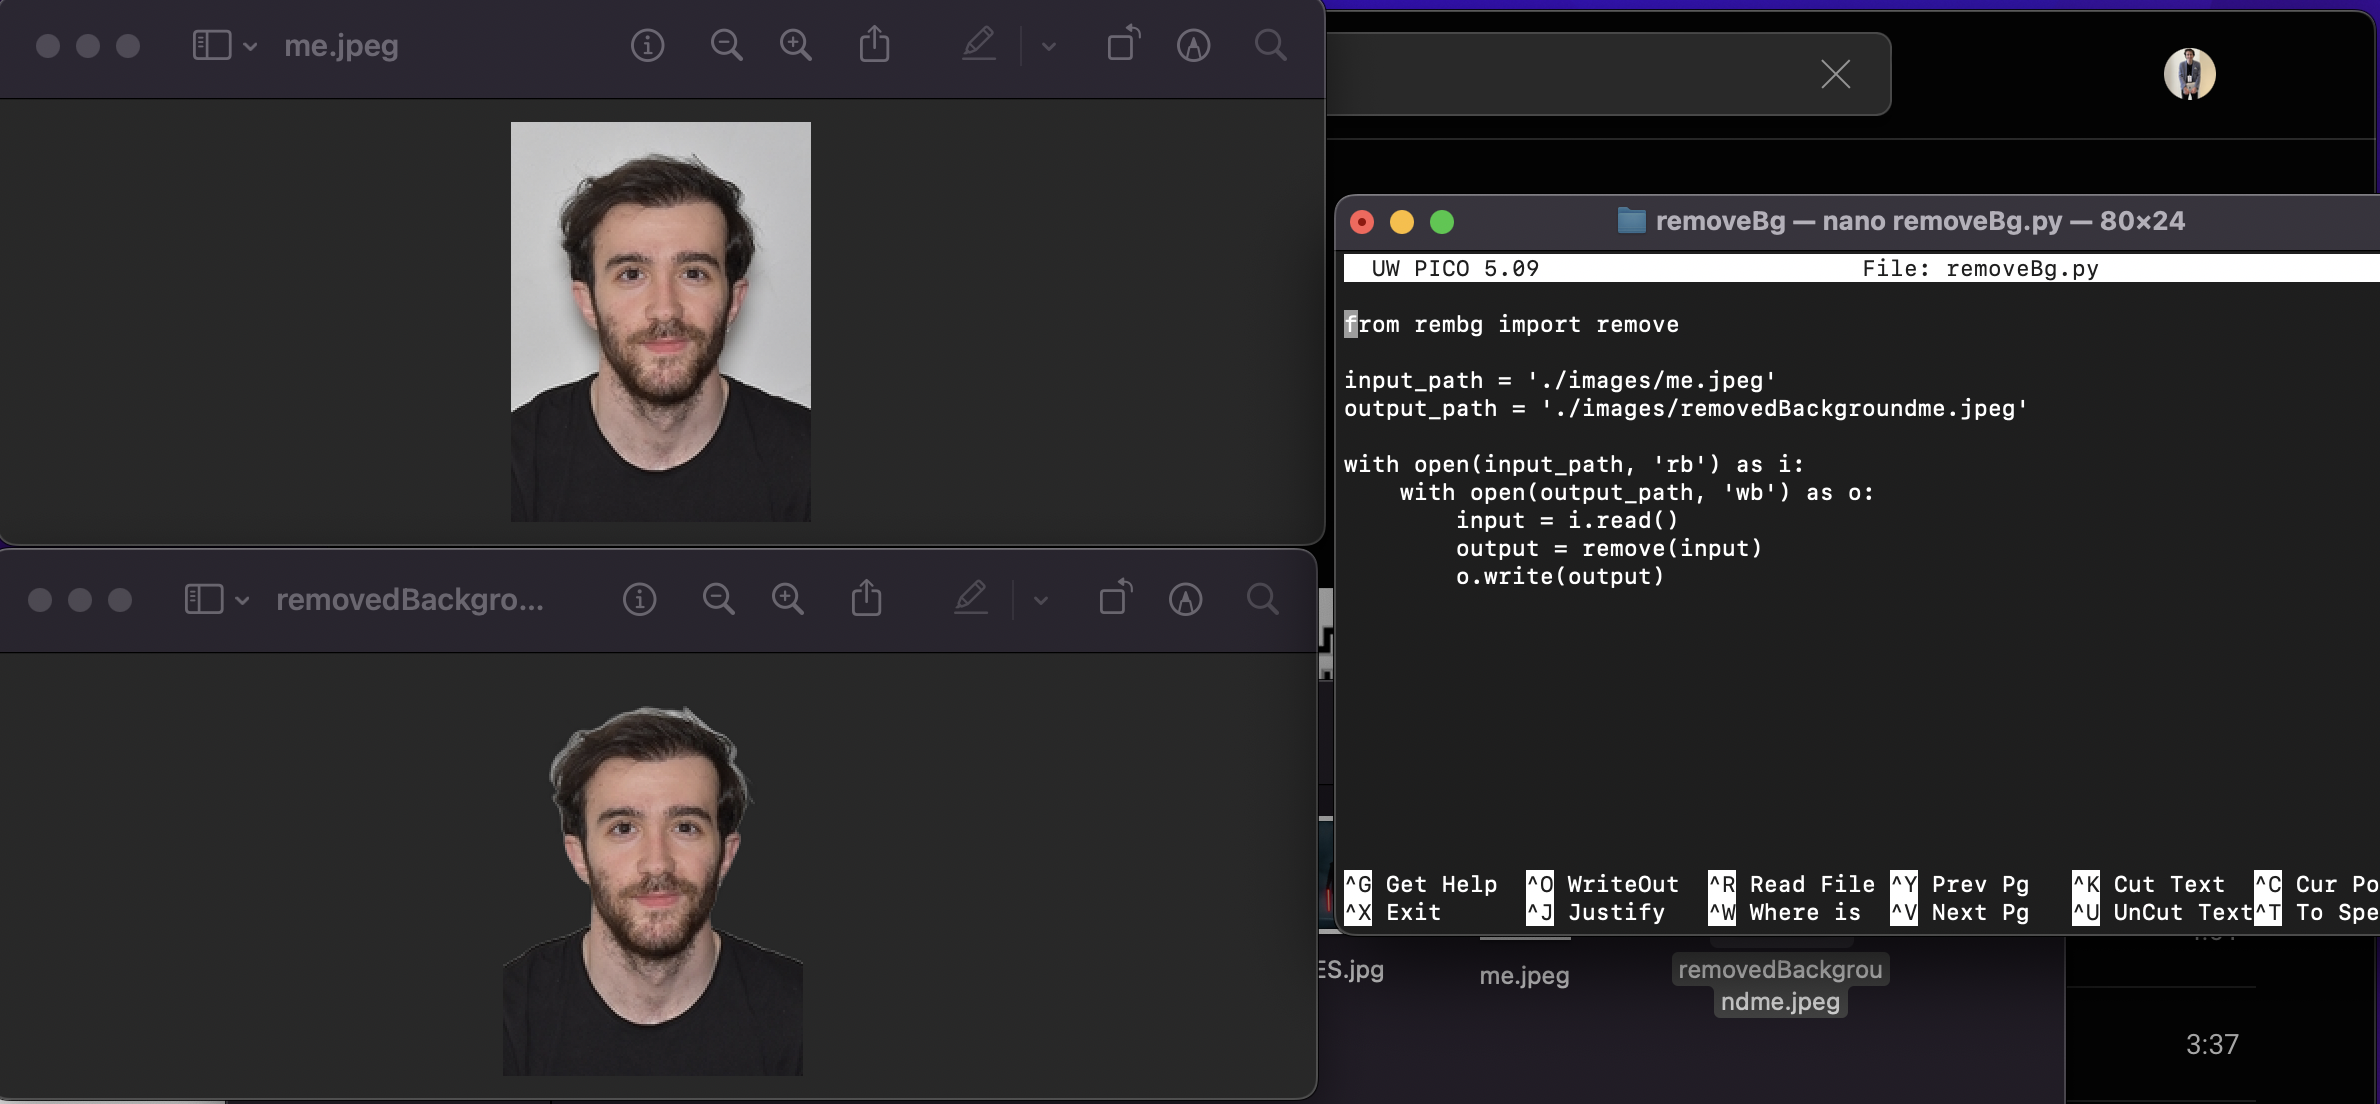 me.jpeg
removeBg — nano removeBg.py — 80×24
UW PICO 5.09 File: removeBg.py
from rembg import remove
input_path = './images/me.jpeg'
output_path = './images/removedBackgroundme.jpeg'
with open(input_path, 'rb') as i:
with open(output_path, 'wb') as o:
input = i.read()
output = remove(input)
o.write(output)
^G Get Help ^O WriteOut ^R Read File ^Y Prev Pg ^K Cut Text ^C Cur Po
^X Exit ^J Justify ^W Where is ^V Next Pg ^U UnCut Text ^T To Spe
removedBackgro...
ES.jpg
me.jpeg
removedBackgrou
ndme.jpeg
3:37